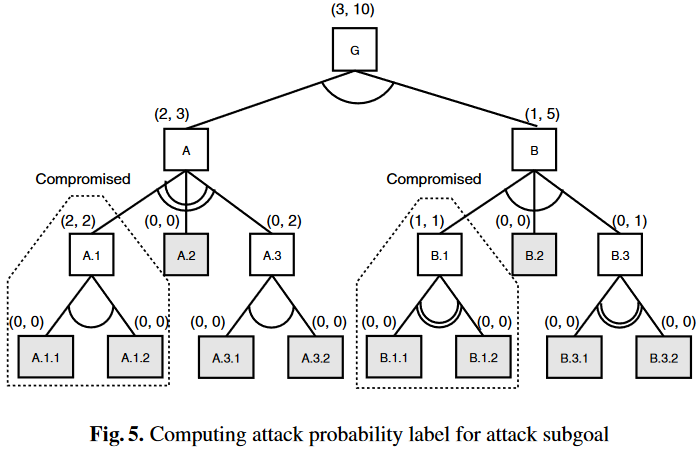 (3, 10)
G
(2, 3)
(1, 5)
A
B
Compromised
Compromised
(2, 2)
(0, 0)
(0, 2)
(1, 1)
(0, 0)
(0, 1)
A.1
A.2
A.3
B.1
B.2
B.3
(0, 0)
(0, 0)
(0, 0)
(0, 0)
(0, 0)
(0, 0)
(0, 0)
(0, 0)
A.1.1
A.1.2
A.3.1
A.3.2
B.1.1
B.1.2
B.3.1
B.3.2
Fig. 5. Computing attack probability label for attack subgoal